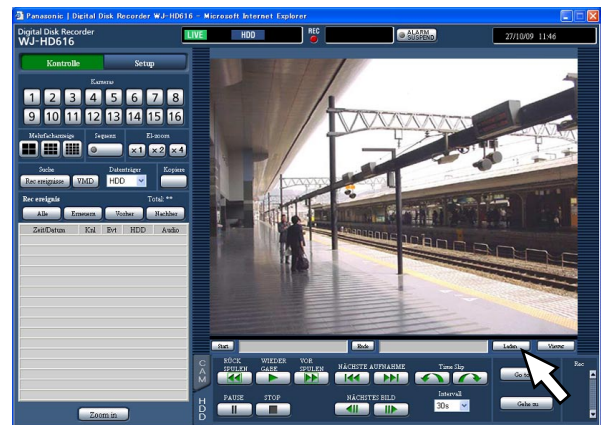 Panasonic | Digital Disk Recorder WJ-HD616 - Microsoft Internet Explorer
Digital Disk Recorder
WJ-HD616
LIVE HDD REC ALARM SUSPEND 27/10/09 11:46
Kontrolle Setup
Kameras
1 2 3 4 5 6 7 8
9 10 11 12 13 14 15 16
Mehrfachanzeige Sequenz El-zoom
x1 x2 x4
Suche Datenträger Kopiere
Rec ereignisse VMD HDD
Rec ereignis Total: **
Alle Erneuern Vorher Nachher
Zeit/Datum Knl Evt HDD Audio
Start Ende Laden Viewer
CAM
RÜCK SPULEN WIEDER GABE VOR SPULEN NÄCHSTE AUFNAHME Time Slip Rec
HDD
PAUSE STOP NÄCHSTES BILD Intervall Gehe zu
30s
Zoom in